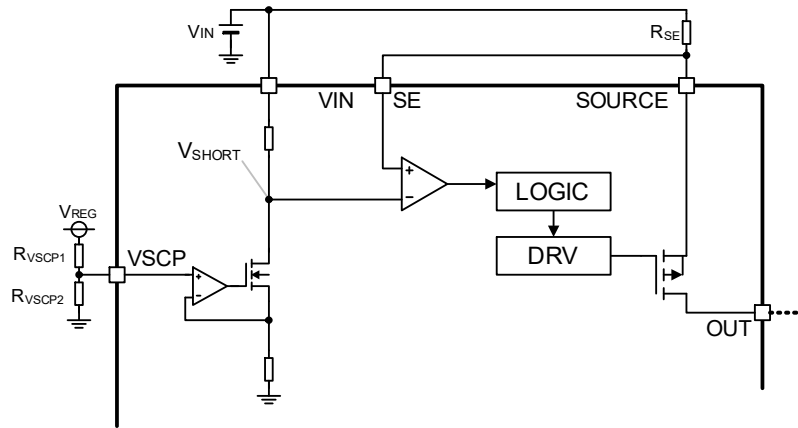 VIN
RSE
VIN
SE
SOURCE
VSHORT
+
−
LOGIC
VREG
RVSCP1
VSCP
DRV
+
−
RVSCP2
OUT